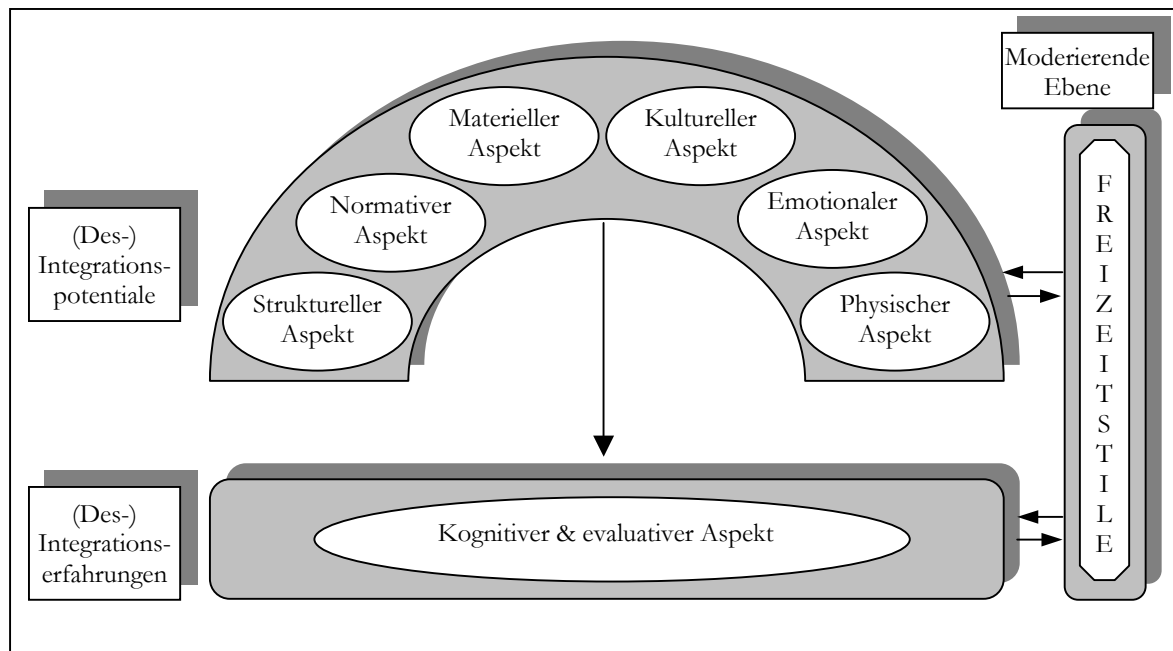 Moderierende
Ebene
Materieller
Aspekt
Kultureller
Aspekt
Normativer
Aspekt
Emotionaler
Aspekt
(Des-)
Integrations-
potentiale
Struktureller
Aspekt
Physischer
Aspekt
F
R
E
I
Z
E
I
T
S
T
I
L
E
(Des-)
Integrations-
erfahrungen
Kognitiver & evaluativer Aspekt